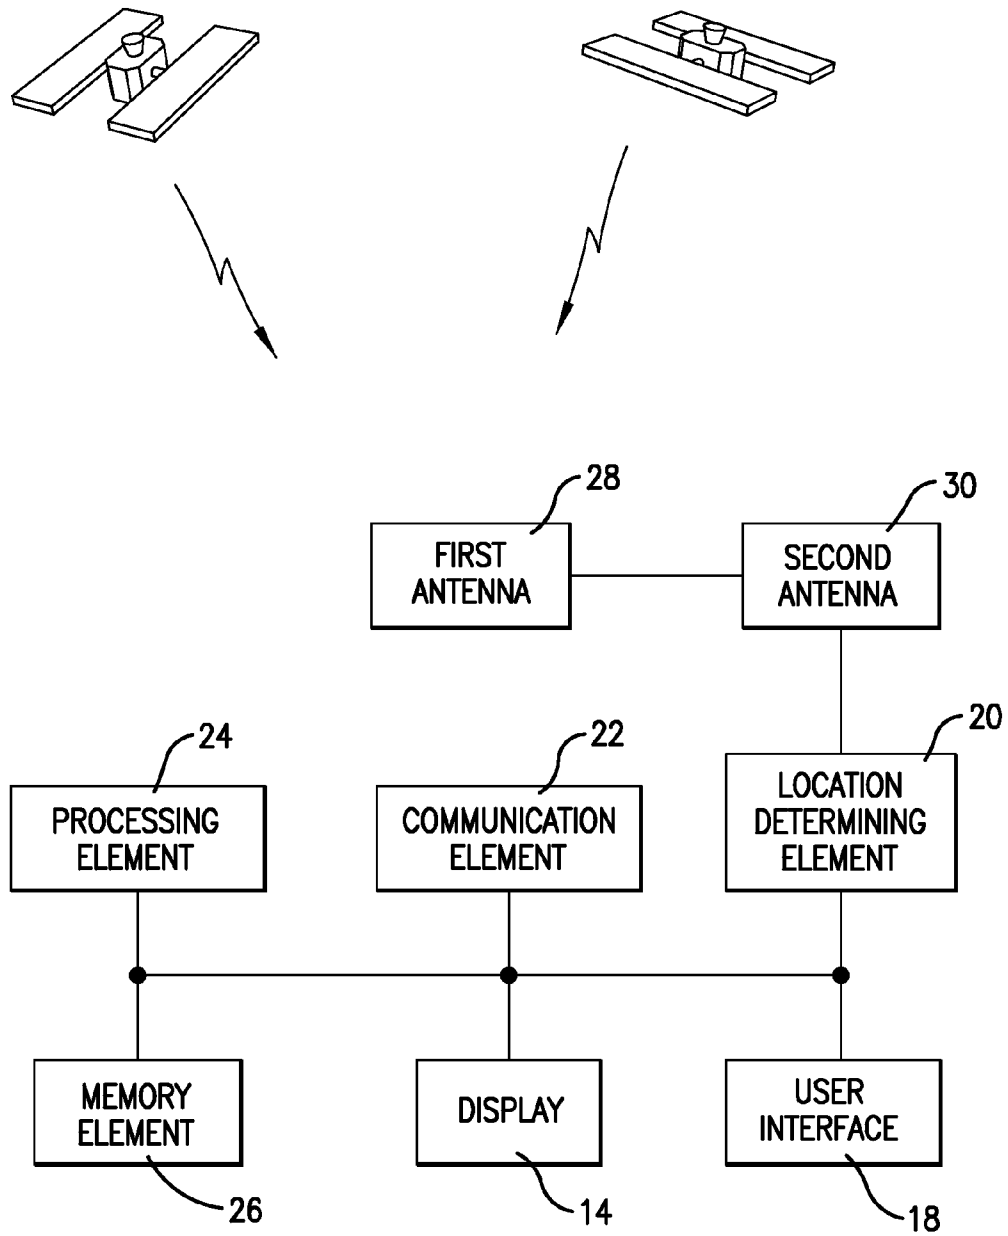 28
30
FIRST
ANTENNA
SECOND
ANTENNA
24
22
20
PROCESSING
ELEMENT
COMMUNICATION
ELEMENT
LOCATION
DETERMINING
ELEMENT
MEMORY
ELEMENT
DISPLAY
USER
INTERFACE
26
14
18